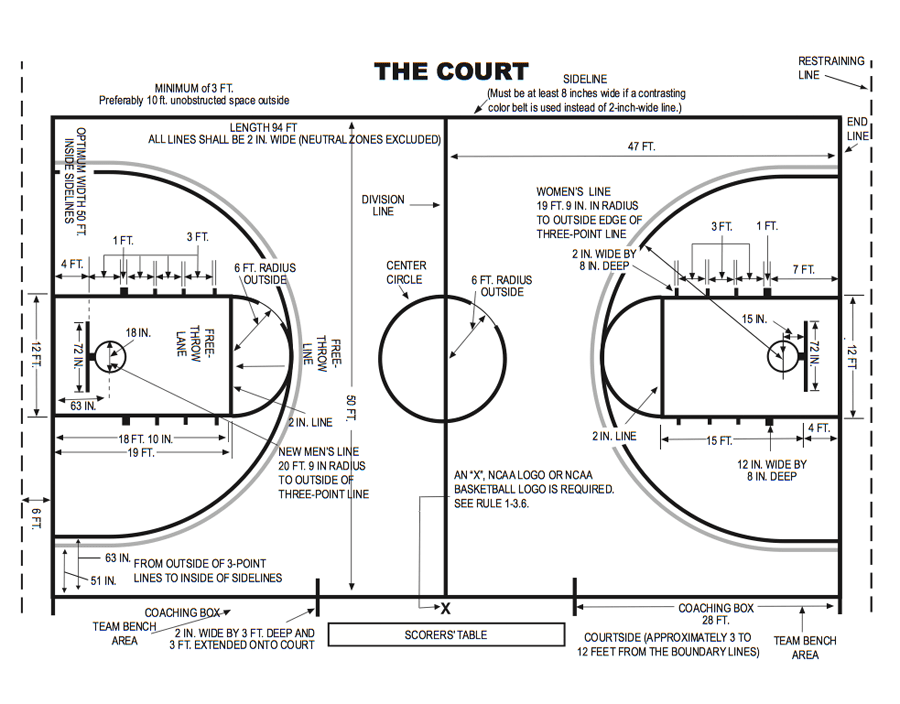 THE COURT
RESTRAINING
LINE
MINIMUM of 3 FT.
Preferably 10 ft. unobstructed space outside
SIDELINE
(Must be at least 8 inches wide if a contrasting
color belt is used instead of 2-inch-wide line.)
END
LINE
LENGTH 94 FT
ALL LINES SHALL BE 2 IN. WIDE (NEUTRAL ZONES EXCLUDED)
OPTIMUM WIDTH 50 FT.
INSIDE SIDELINES
47 FT.
DIVISION
LINE
WOMEN'S LINE
19 FT. 9 IN. IN RADIUS
TO OUTSIDE EDGE OF
THREE-POINT LINE
1 FT.
3 FT.
4 FT.
6 FT. RADIUS
OUTSIDE
CENTER
CIRCLE
6 FT. RADIUS
OUTSIDE
2 IN. WIDE BY
8 IN. DEEP
3 FT.
1 FT.
7 FT.
12 FT.
72 IN.
18 IN.
FREE-
THROW
LANE
FREE-
THROW
LINE
63 IN.
50 FT.
15 IN.
72 IN.
12 FT
2 IN. LINE
2 IN. LINE
18 FT. 10 IN.
19 FT.
15 FT.
4 FT.
NEW MEN'S LINE
20 FT. 9 IN RADIUS
TO OUTSIDE OF
THREE-POINT LINE
12 IN. WIDE BY
8 IN. DEEP
AN "X", NCAA LOGO OR NCAA
BASKETBALL LOGO IS REQUIRED.
SEE RULE 1-3.6.
6 FT.
63 IN.
51 IN.
FROM OUTSIDE OF 3-POINT
LINES TO INSIDE OF SIDELINES
COACHING BOX
TEAM BENCH
AREA
2 IN. WIDE BY 3 FT. DEEP AND
3 FT. EXTENDED ONTO COURT
X
SCORERS' TABLE
COACHING BOX
28 FT.
COURTSIDE (APPROXIMATELY 3 TO
12 FEET FROM THE BOUNDARY LINES)
TEAM BENCH
AREA